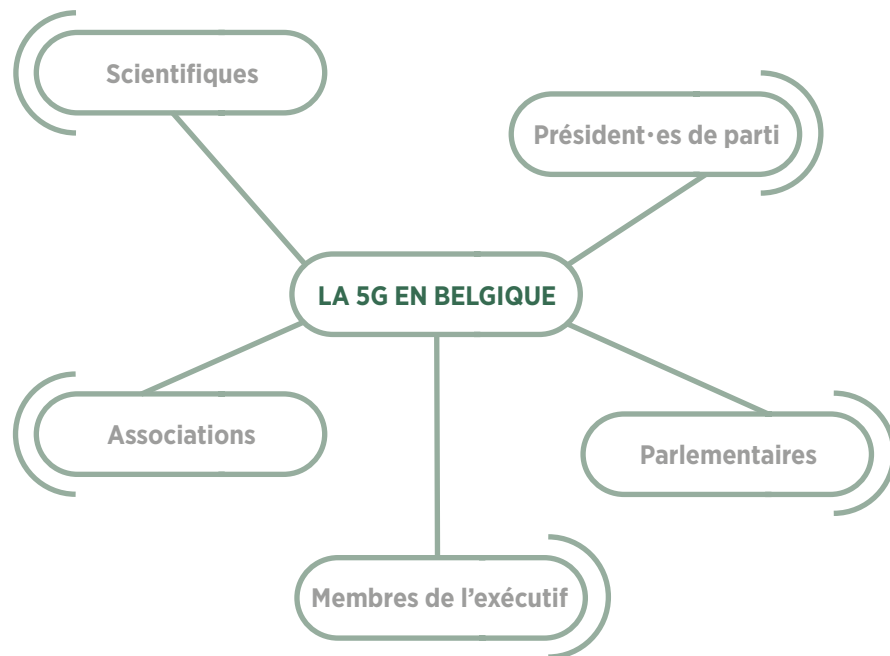 Scientifiques
Président·es de parti
LA 5G EN BELGIQUE
Associations
Parlementaires
Membres de l’exécutif